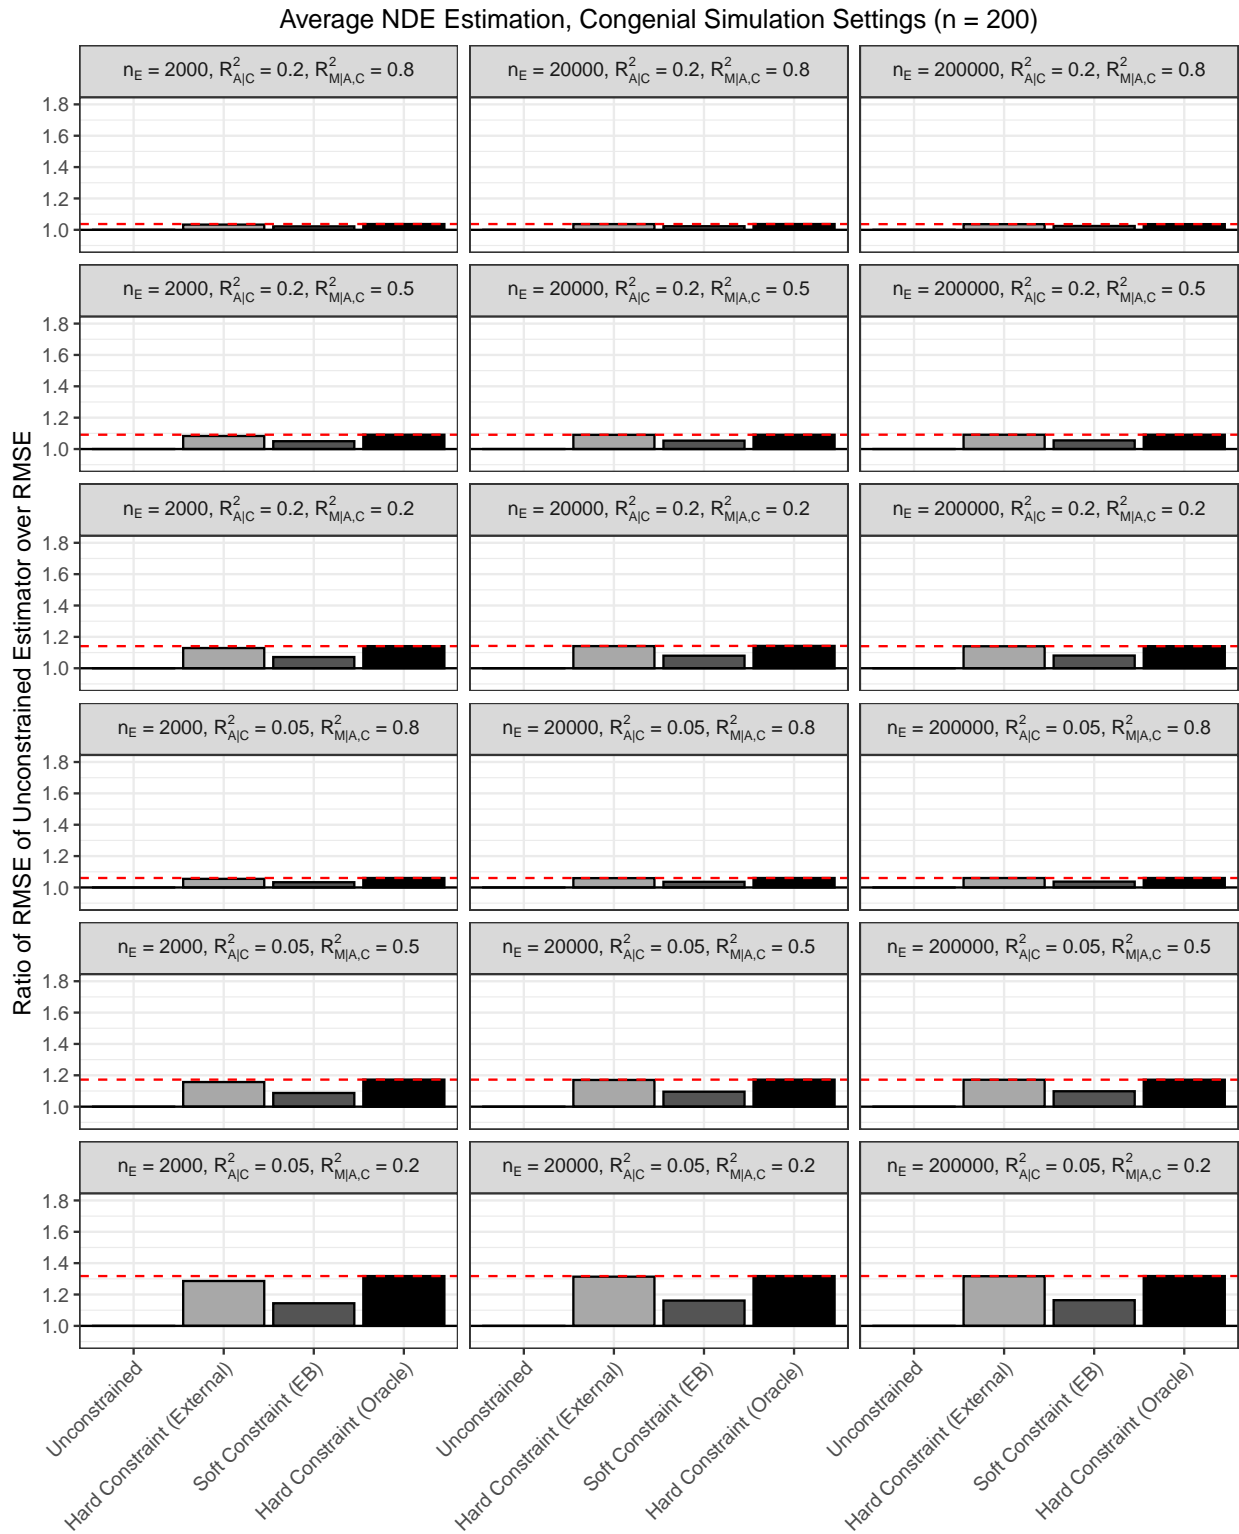 Average NDE Estimation, Congenial Simulation Settings (n = 200)
Ratio of RMSE of Unconstrained Estimator over RMSE
n_E = 2000, R²_A|C = 0.2, R²_M|A,C = 0.8
n_E = 20000, R²_A|C = 0.2, R²_M|A,C = 0.8
n_E = 200000, R²_A|C = 0.2, R²_M|A,C = 0.8
1.8
1.6
1.4
1.2
1.0
n_E = 2000, R²_A|C = 0.2, R²_M|A,C = 0.5
n_E = 20000, R²_A|C = 0.2, R²_M|A,C = 0.5
n_E = 200000, R²_A|C = 0.2, R²_M|A,C = 0.5
1.8
1.6
1.4
1.2
1.0
n_E = 2000, R²_A|C = 0.2, R²_M|A,C = 0.2
n_E = 20000, R²_A|C = 0.2, R²_M|A,C = 0.2
n_E = 200000, R²_A|C = 0.2, R²_M|A,C = 0.2
1.8
1.6
1.4
1.2
1.0
n_E = 2000, R²_A|C = 0.05, R²_M|A,C = 0.8
n_E = 20000, R²_A|C = 0.05, R²_M|A,C = 0.8
n_E = 200000, R²_A|C = 0.05, R²_M|A,C = 0.8
1.8
1.6
1.4
1.2
1.0
n_E = 2000, R²_A|C = 0.05, R²_M|A,C = 0.5
n_E = 20000, R²_A|C = 0.05, R²_M|A,C = 0.5
n_E = 200000, R²_A|C = 0.05, R²_M|A,C = 0.5
1.8
1.6
1.4
1.2
1.0
n_E = 2000, R²_A|C = 0.05, R²_M|A,C = 0.2
n_E = 20000, R²_A|C = 0.05, R²_M|A,C = 0.2
n_E = 200000, R²_A|C = 0.05, R²_M|A,C = 0.2
1.8
1.6
1.4
1.2
1.0
Unconstrained
Hard Constraint (External)
Soft Constraint (EB)
Hard Constraint (Oracle)
Unconstrained
Hard Constraint (External)
Soft Constraint (EB)
Hard Constraint (Oracle)
Unconstrained
Hard Constraint (External)
Soft Constraint (EB)
Hard Constraint (Oracle)